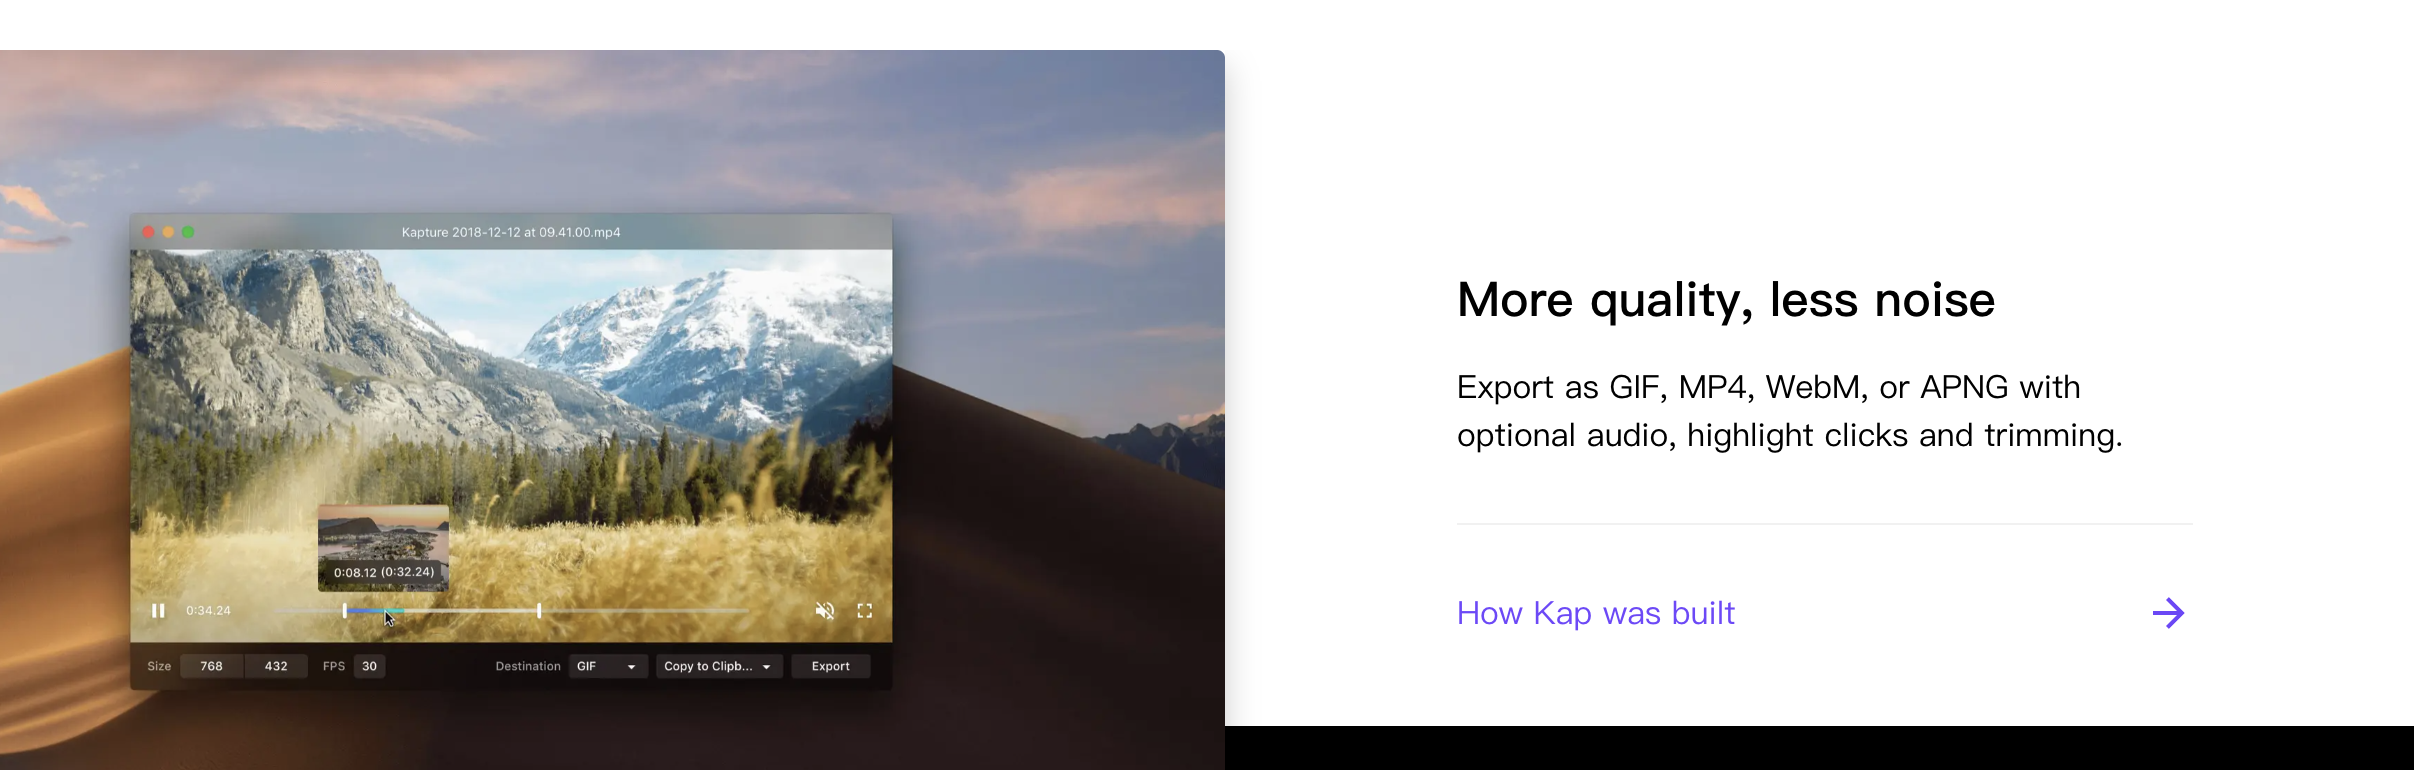 Kapture 2018-12-12 at 09.41.00.mp4
0:08.12 (0:32.24)
0:34.24
Size 768 432 FPS 30 Destination GIF Copy to Clipb... Export
More quality, less noise
Export as GIF, MP4, WebM, or APNG with
optional audio, highlight clicks and trimming.
How Kap was built